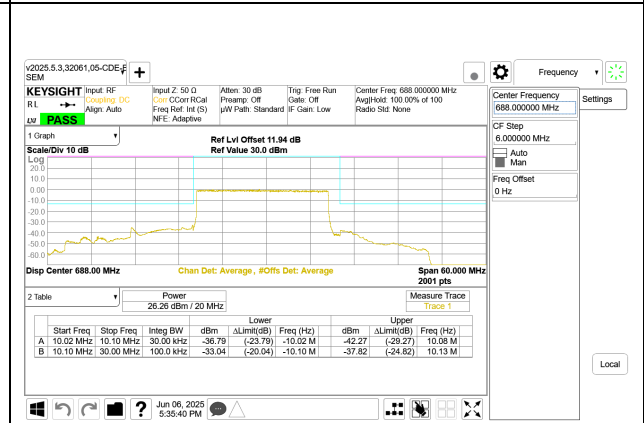 v2025.5.3,32061,05-CDE-E
SEM
Frequency
KEYSIGHT
RL
Align: Auto
LXI
PASS
Input: RF
Coupling: DC
Input Z: 50 Ω
Corr CCorr RCal
Freq Ref: Int (S)
NFE: Adaptive
Atten: 30 dB
Preamp: Off
µW Path: Standard
Trig: Free Run
Gate: Off
IF Gain: Low
Center Freq: 688.000000 MHz
Avg|Hold: 100.00% of 100
Radio Std: None
Center Frequency
688.000000 MHz
Settings
CF Step
6.000000 MHz
Auto
Man
Freq Offset
0 Hz
1 Graph
Scale/Div 10 dB
Ref Lvl Offset 11.94 dB
Ref Value 30.0 dBm
Log
20.0
10.0
0.00
-10.0
-20.0
-30.0
-40.0
-50.0
-60.0
Disp Center 688.00 MHz
Chan Det: Average, #Offs Det: Average
Span 60.000 MHz
2001 pts
2 Table
Power
26.26 dBm / 20 MHz
Measure Trace
Trace 1
Lower Upper
Start Freq Stop Freq Integ BW dBm ΔLimit(dB) Freq (Hz) dBm ΔLimit(dB) Freq (Hz)
A 10.02 MHz 10.10 MHz 30.00 kHz -36.79 (-23.79) -10.02 M -42.27 (-29.27) 10.08 M
B 10.10 MHz 30.00 MHz 100.0 kHz -33.04 (-20.04) -10.10 M -37.82 (-24.82) 10.13 M
Local
Jun 06, 2025
5:35:40 PM